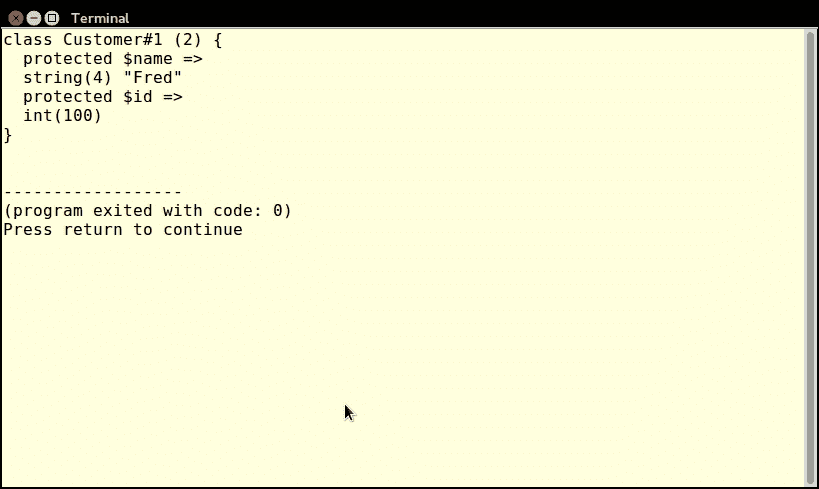 Terminal
class Customer#1 (2) {
  protected $name =>
  string(4) "Fred"
  protected $id =>
  int(100)
}
------------------
(program exited with code: 0)
Press return to continue